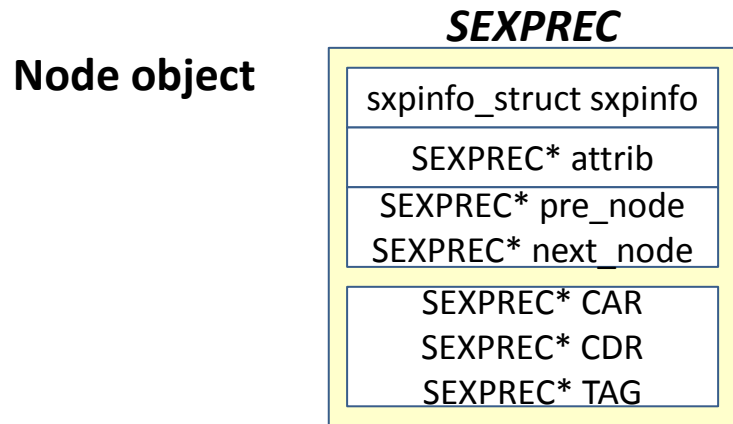 SEXPREC
Node object
sxpinfo_struct sxpinfo
SEXPREC* attrib
SEXPREC* pre_node
SEXPREC* next_node
SEXPREC* CAR
SEXPREC* CDR
SEXPREC* TAG